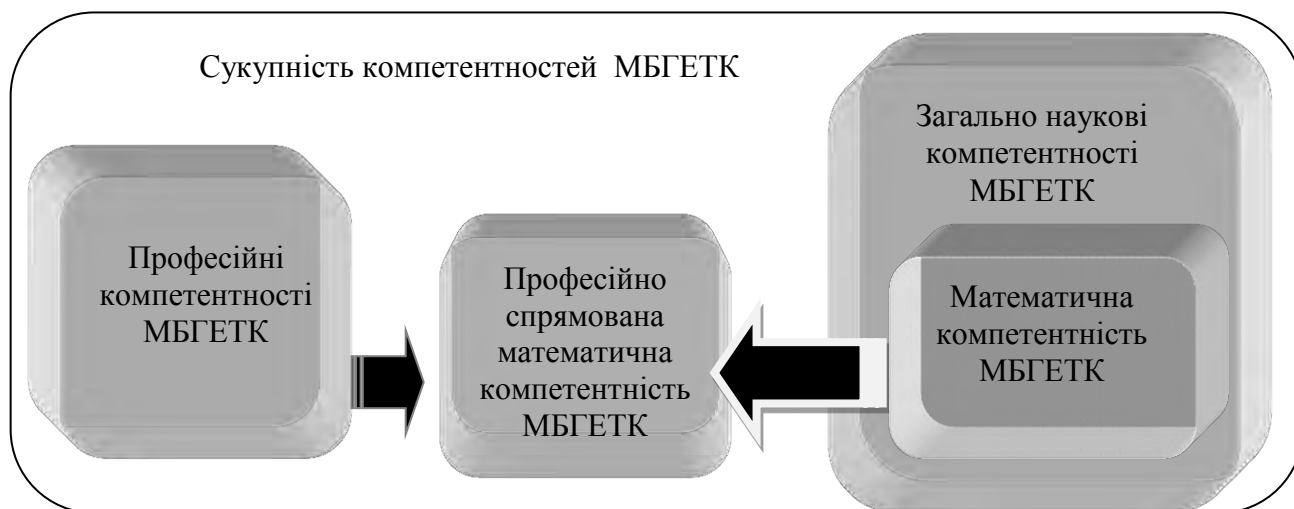 Сукупність компетентностей МБГЕТК
Професійні
компетентності
МБГЕТК
Професійно
спрямована
математична
компетентність
МБГЕТК
Загально наукові
компетентності
МБГЕТК
Математична
компетентність
МБГЕТК